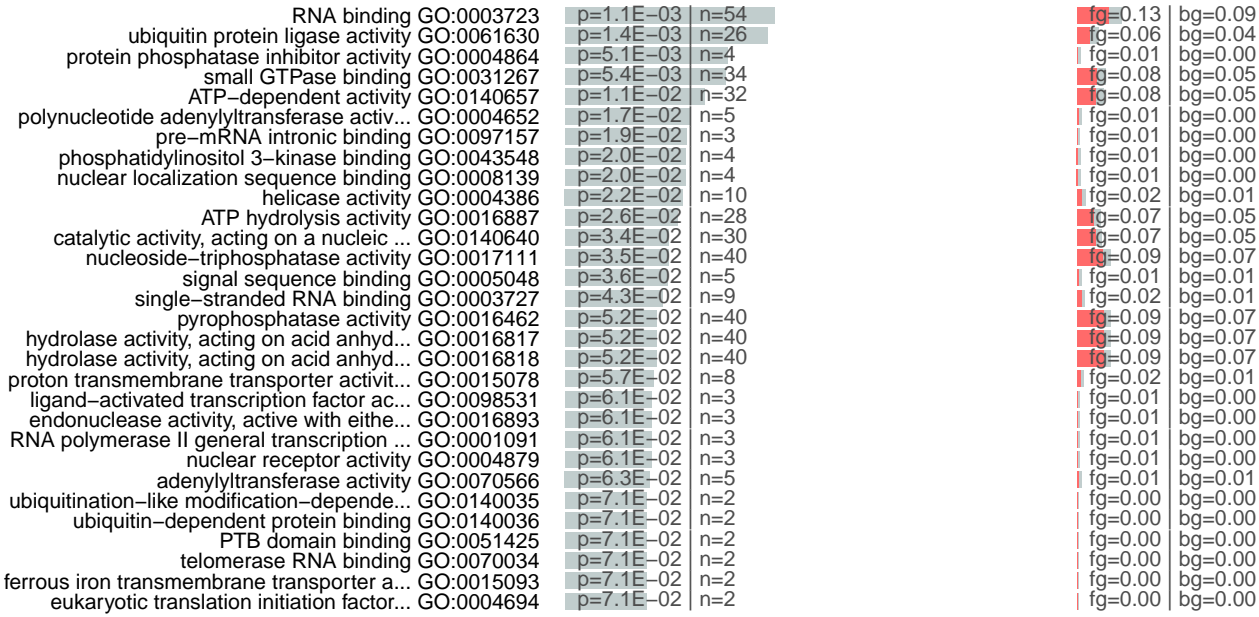 RNA binding GO:0003723 p=1.1E−03 n=54 fg=0.13 bg=0.09
ubiquitin protein ligase activity GO:0061630 p=1.4E−03 n=26 fg=0.06 bg=0.04
protein phosphatase inhibitor activity GO:0004864 p=5.1E−03 n=4 fg=0.01 bg=0.00
small GTPase binding GO:0031267 p=5.4E−03 n=34 fg=0.08 bg=0.05
ATP−dependent activity GO:0140657 p=1.1E−02 n=32 fg=0.08 bg=0.05
polynucleotide adenylyltransferase activ... GO:0004652 p=1.7E−02 n=5 fg=0.01 bg=0.00
pre−mRNA intronic binding GO:0097157 p=1.9E−02 n=3 fg=0.01 bg=0.00
phosphatidylinositol 3−kinase binding GO:0043548 p=2.0E−02 n=4 fg=0.01 bg=0.00
nuclear localization sequence binding GO:0008139 p=2.0E−02 n=4 fg=0.01 bg=0.00
helicase activity GO:0004386 p=2.2E−02 n=10 fg=0.02 bg=0.01
ATP hydrolysis activity GO:0016887 p=2.6E−02 n=28 fg=0.07 bg=0.05
catalytic activity, acting on a nucleic ... GO:0140640 p=3.4E−02 n=30 fg=0.07 bg=0.05
nucleoside−triphosphatase activity GO:0017111 p=3.5E−02 n=40 fg=0.09 bg=0.07
signal sequence binding GO:0005048 p=3.6E−02 n=5 fg=0.01 bg=0.01
single−stranded RNA binding GO:0003727 p=4.3E−02 n=9 fg=0.02 bg=0.01
pyrophosphatase activity GO:0016462 p=5.2E−02 n=40 fg=0.09 bg=0.07
hydrolase activity, acting on acid anhyd... GO:0016817 p=5.2E−02 n=40 fg=0.09 bg=0.07
hydrolase activity, acting on acid anhyd... GO:0016818 p=5.2E−02 n=40 fg=0.09 bg=0.07
proton transmembrane transporter activit... GO:0015078 p=5.7E−02 n=8 fg=0.02 bg=0.01
ligand−activated transcription factor ac... GO:0098531 p=6.1E−02 n=3 fg=0.01 bg=0.00
endonuclease activity, active with eithe... GO:0016893 p=6.1E−02 n=3 fg=0.01 bg=0.00
RNA polymerase II general transcription ... GO:0001091 p=6.1E−02 n=3 fg=0.01 bg=0.00
nuclear receptor activity GO:0004879 p=6.1E−02 n=3 fg=0.01 bg=0.00
adenylyltransferase activity GO:0070566 p=6.3E−02 n=5 fg=0.01 bg=0.01
ubiquitination−like modification−depende... GO:0140035 p=7.1E−02 n=2 fg=0.00 bg=0.00
ubiquitin−dependent protein binding GO:0140036 p=7.1E−02 n=2 fg=0.00 bg=0.00
PTB domain binding GO:0051425 p=7.1E−02 n=2 fg=0.00 bg=0.00
telomerase RNA binding GO:0070034 p=7.1E−02 n=2 fg=0.00 bg=0.00
ferrous iron transmembrane transporter a... GO:0015093 p=7.1E−02 n=2 fg=0.00 bg=0.00
eukaryotic translation initiation factor... GO:0004694 p=7.1E−02 n=2 fg=0.00 bg=0.00